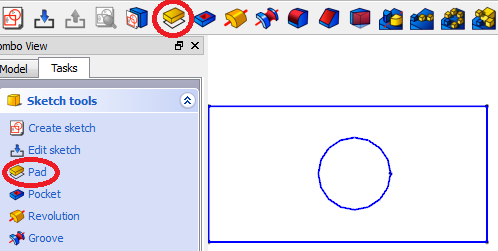 ombo View
Model
Tasks
Sketch tools
Create sketch
Edit sketch
Pad
Pocket
Revolution
Groove